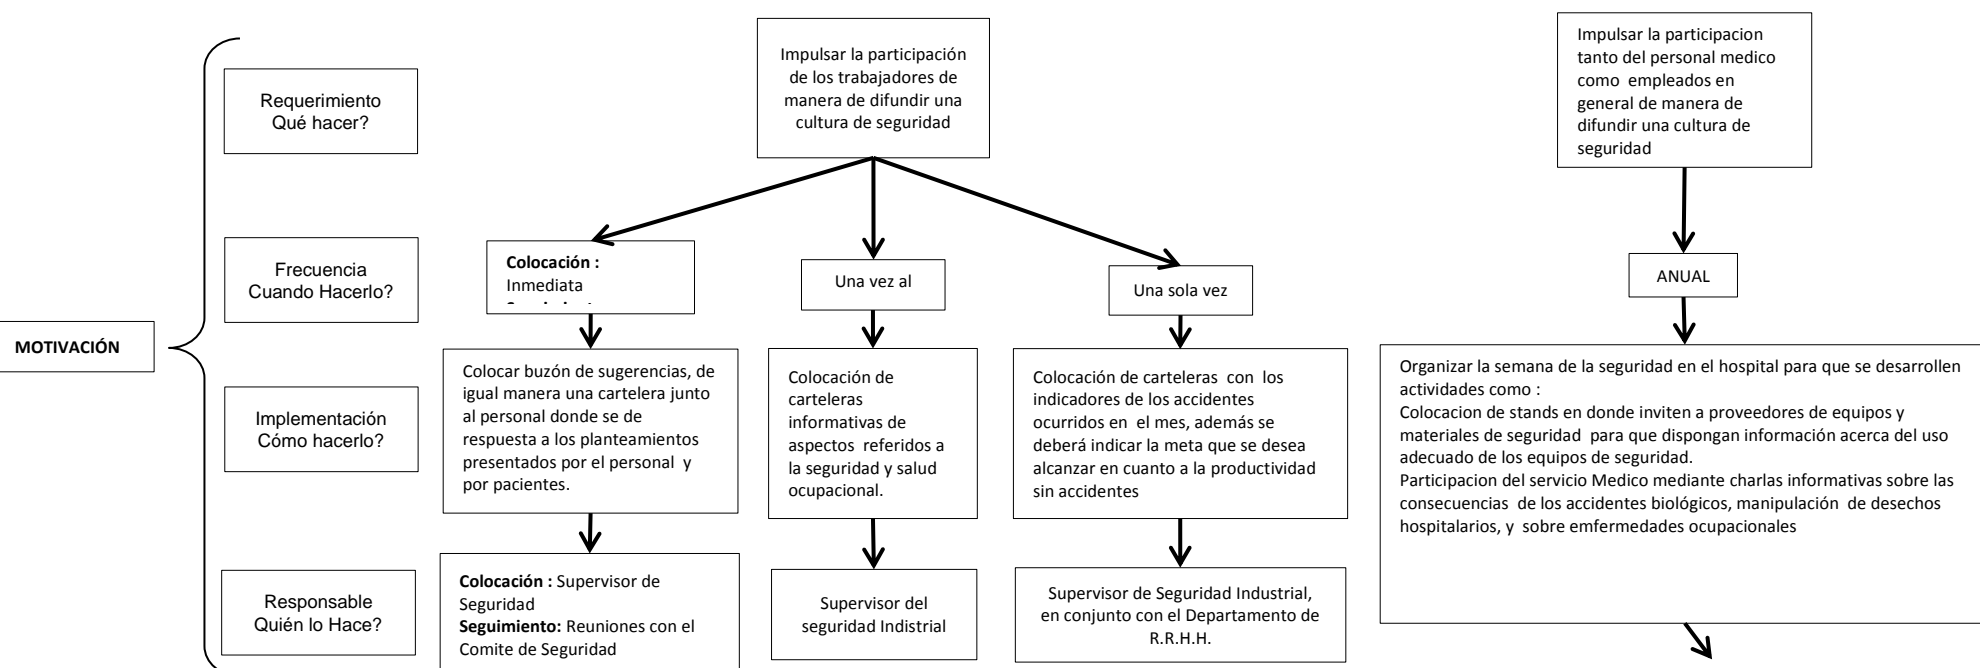 MOTIVACIÓN
Requerimiento
Qué hacer?
Frecuencia
Cuando Hacerlo?
Implementación
Cómo hacerlo?
Responsable
Quién lo Hace?
Impulsar la participación
de los trabajadores de
manera de difundir una
cultura de seguridad
Colocación :
Inmediata
Una vez al
Una sola vez
Colocar buzón de sugerencias, de
igual manera una cartelera junto
al personal donde se de
respuesta a los planteamientos
presentados por el personal y
por pacientes.
Colocación de
carteleras
informativas de
aspectos referidos a
la seguridad y salud
ocupacional.
Colocación de carteleras con los
indicadores de los accidentes
ocurridos en el mes, además se
deberá indicar la meta que se desea
alcanzar en cuanto a la productividad
sin accidentes
Colocación : Supervisor de
Seguridad
Seguimiento: Reuniones con el
Comite de Seguridad
Supervisor del
seguridad Indistrial
Supervisor de Seguridad Industrial,
en conjunto con el Departamento de
R.R.H.H.
Impulsar la participacion
tanto del personal medico
como empleados en
general de manera de
difundir una cultura de
seguridad
ANUAL
Organizar la semana de la seguridad en el hospital para que se desarrollen
actividades como :
Colocacion de stands en donde inviten a proveedores de equipos y
materiales de seguridad para que dispongan información acerca del uso
adecuado de los equipos de seguridad.
Participacion del servicio Medico mediante charlas informativas sobre las
consecuencias de los accidentes biológicos, manipulación de desechos
hospitalarios, y sobre emfermedades ocupacionales